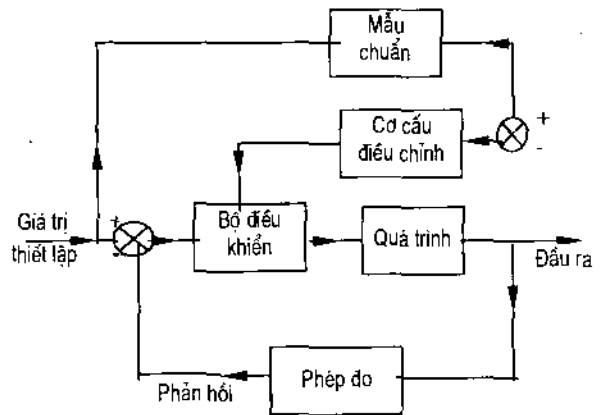 Mẫu
chuẩn
+
-
Cơ cấu
điều chỉnh
Giá trị
thiết lập
+
-
Bộ điều
khiển
Quá trình
Đầu ra
Phản hồi
Phép đo